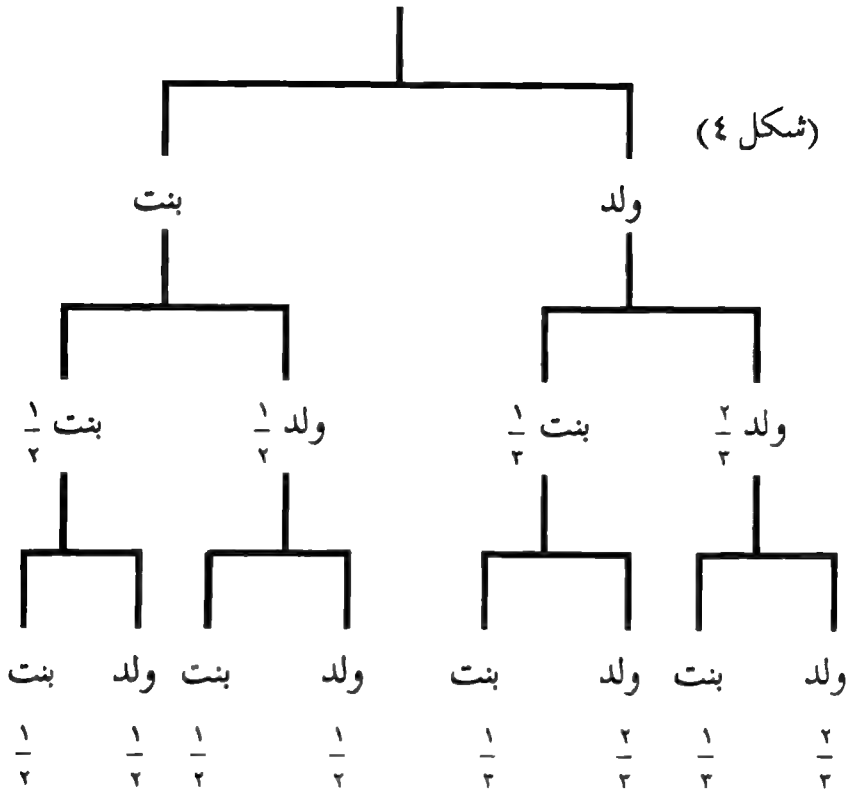 (شكل ٤)
ولد بنت
ولد ٢/٣ بنت ١/٣ ولد ١/٢ بنت ١/٢
ولد بنت ولد بنت ولد بنت ولد بنت
٢/٣ ١/٣ ٢/٣ ١/٣ ١/٢ ١/٢ ١/٢ ١/٢